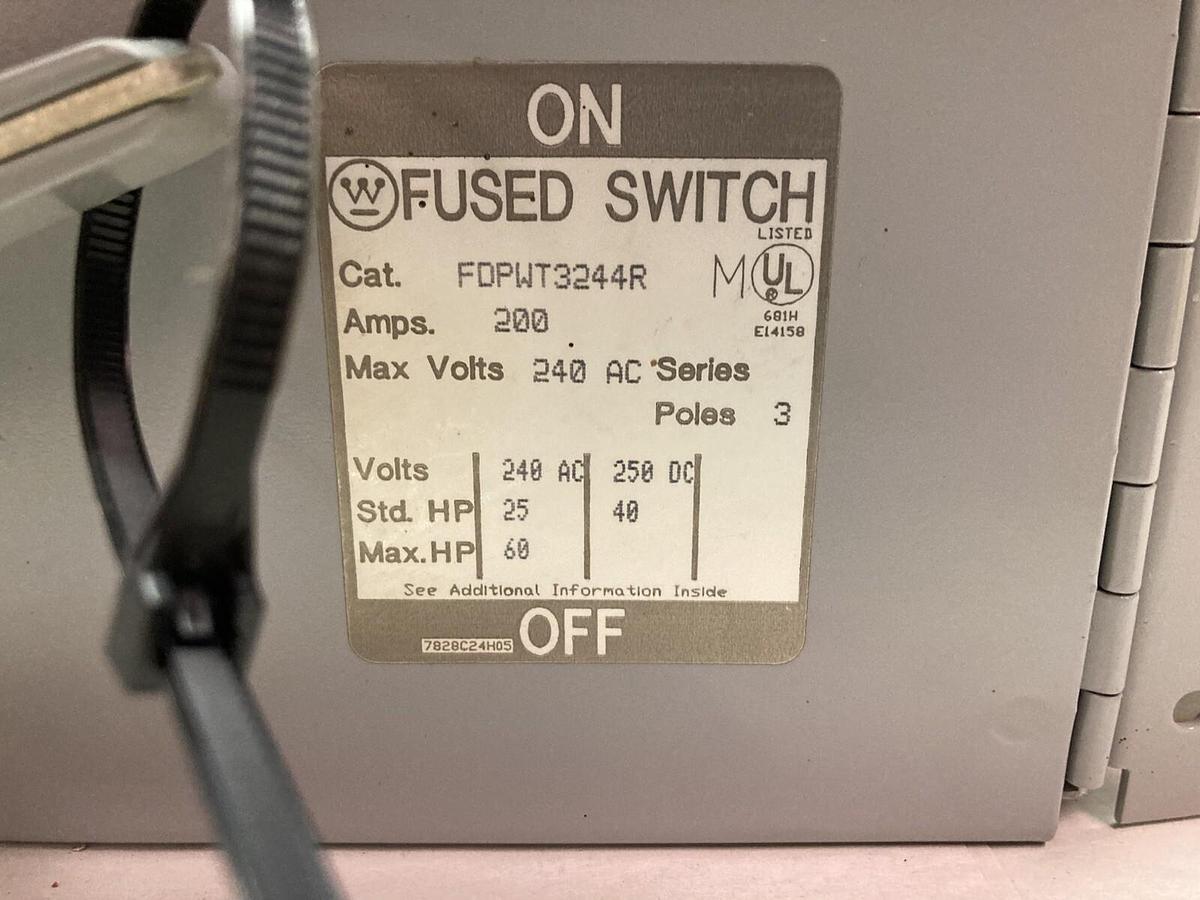 ON
W FUSED SWITCH
LISTED
Cat. FDPWT3244R M UL ®
681H
Amps. 200 E14158
Max Volts 240 AC Series
Poles 3
Volts 240 AC 250 DC
Std. HP 25 40
Max. HP 60
See Additional Information Inside
7828C24H05 OFF